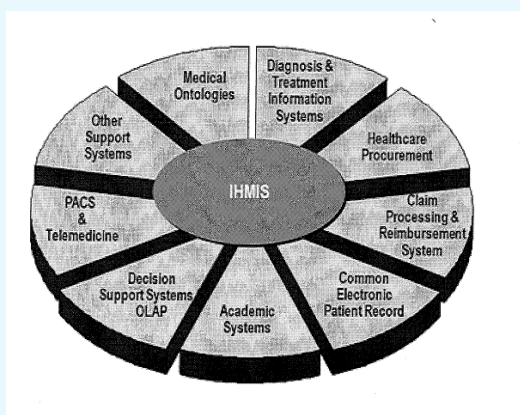 Medical
Ontologies
Diagnosis &
Treatment
Information
Systems
Healthcare
Procurement
Claim
Processing &
Reimbursement
System
Common
Electronic
Patient Record
Academic
Systems
Decision
Support Systems
OLAP
PACS
&
Telemedicine
Other
Support
Systems
IHMIS